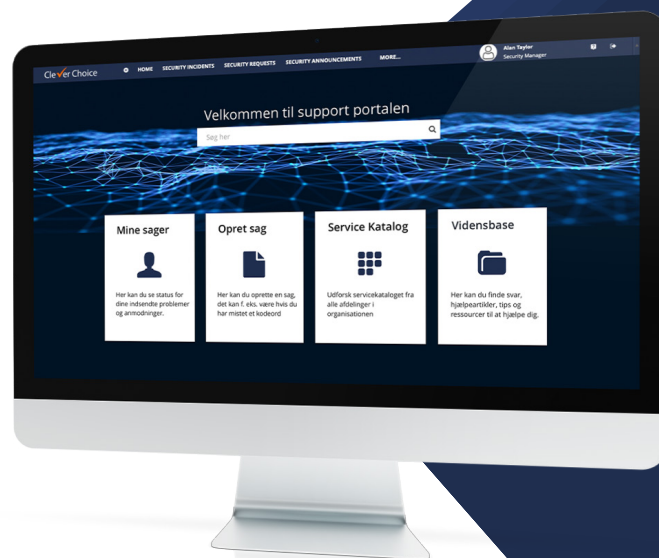 Clever Choice
HOME SECURITY INCIDENTS SECURITY REQUESTS SECURITY ANNOUNCEMENTS MORE...
Alan Taylor
Security Manager
Velkommen til support portalen
Søg her
Mine sager
Her kan du se status for
dine indsendte problemer
og anmodninger.
Opret sag
Her kan du oprette en sag,
det kan f. eks. være hvis du
har mistet et kodeord
Service Katalog
Udforsk servicekataloget fra
alle afdelinger i
organisationen
Vidensbase
Her kan du finde svar,
hjælpeartikler, tips og
ressourcer til at hjælpe dig.